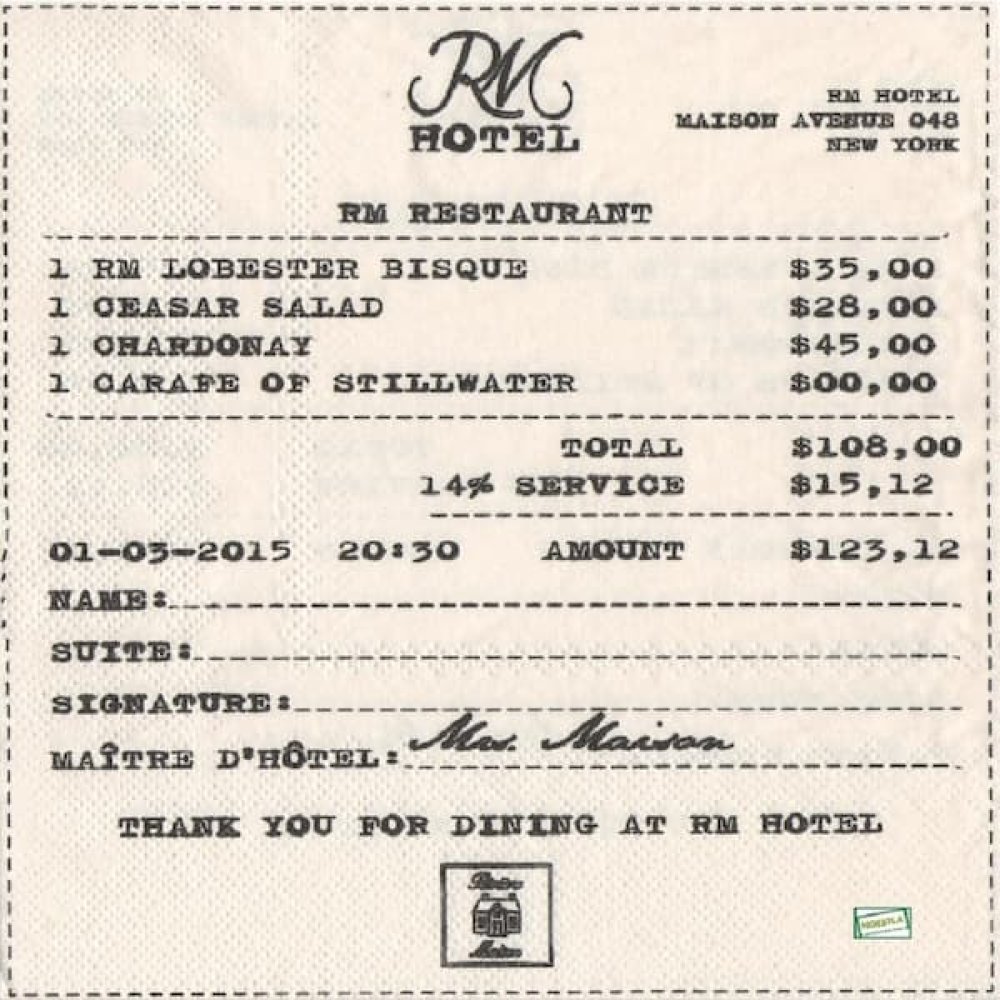 RM
HOTEL
RM HOTEL
MAISON AVENUE 048
NEW YORK
RM RESTAURANT
1 RM LOBESTER BISQUE $35,00
1 CEASAR SALAD $28,00
1 CHARDONAY $45,00
1 CARAFE OF STILLWATER $00,00
TOTAL $108,00
14% SERVICE $15,12
01-03-2015 20:30 AMOUNT $123,12
NAME:
SUITE:
SIGNATURE:
MAÎTRE D'HÔTEL: Mrs. Maison
THANK YOU FOR DINING AT RM HOTEL
Rivièra
Maison